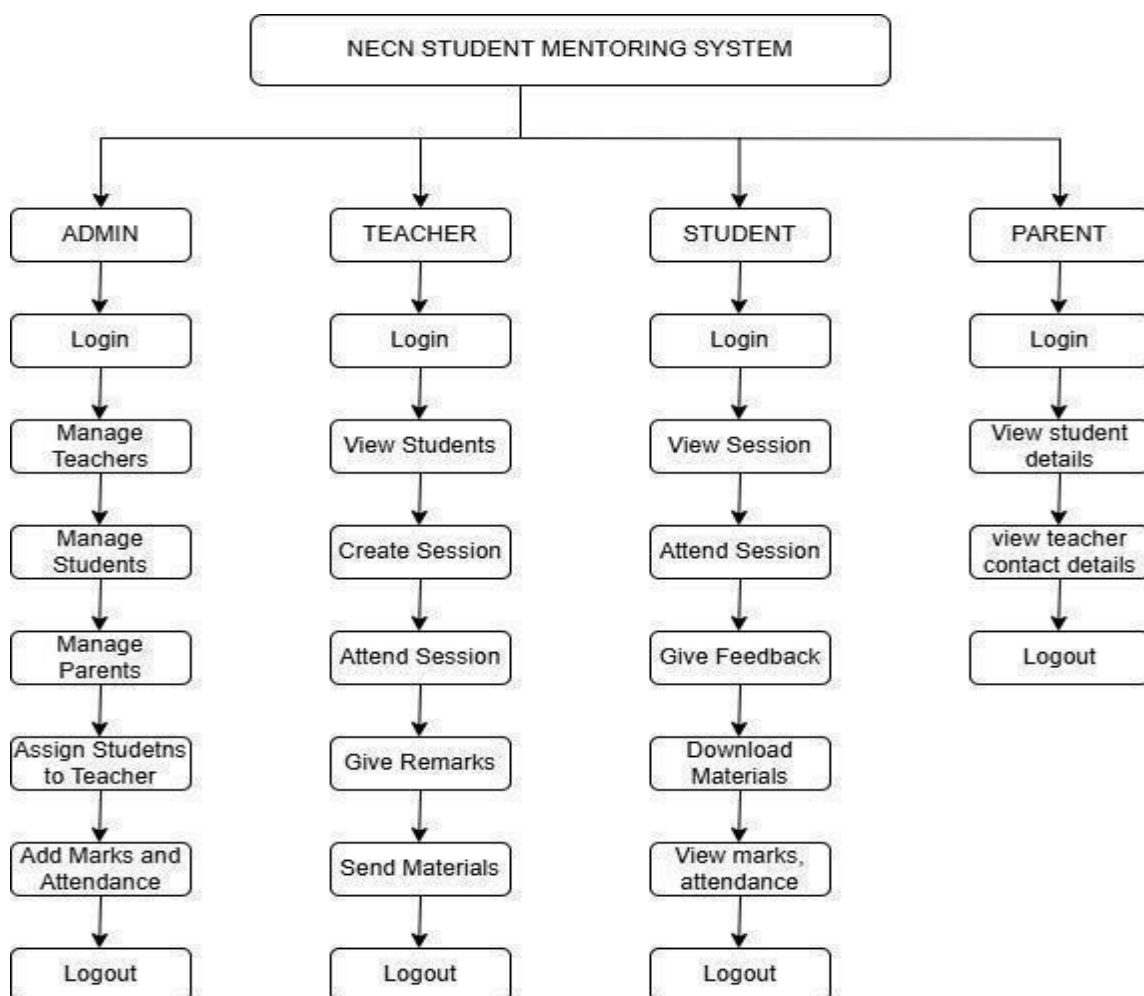 NECN STUDENT MENTORING SYSTEM
ADMIN
TEACHER
STUDENT
PARENT
Login
Login
Login
Login
Manage
Teachers
View Students
View Session
View student
details
Manage
Students
Create Session
Attend Session
view teacher
contact details
Manage
Parents
Attend Session
Give Feedback
Logout
Assign Studetns
to Teacher
Give Remarks
Download
Materials
Add Marks and
Attendance
Send Materials
View marks,
attendance
Logout
Logout
Logout